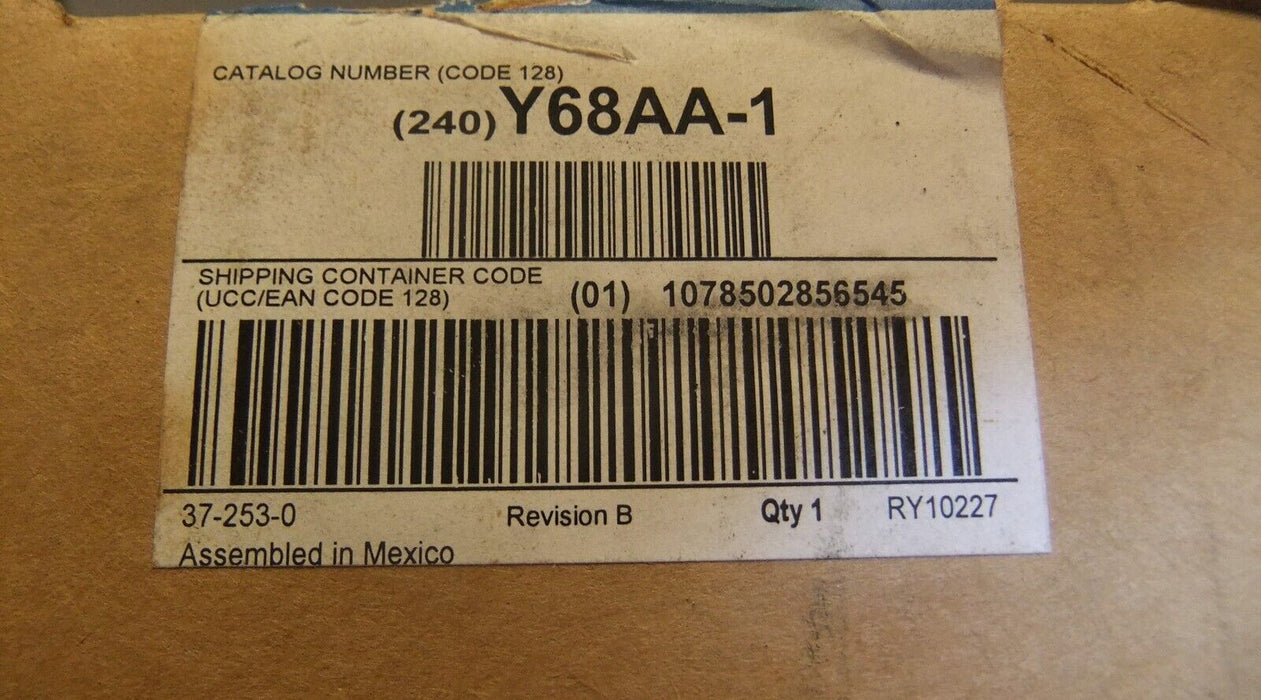 CATALOG NUMBER (CODE 128)
(240) Y68AA-1
SHIPPING CONTAINER CODE
(UCC/EAN CODE 128)
(01) 1078502856545
37-253-0 Revision B Qty 1 RY10227
Assembled in Mexico